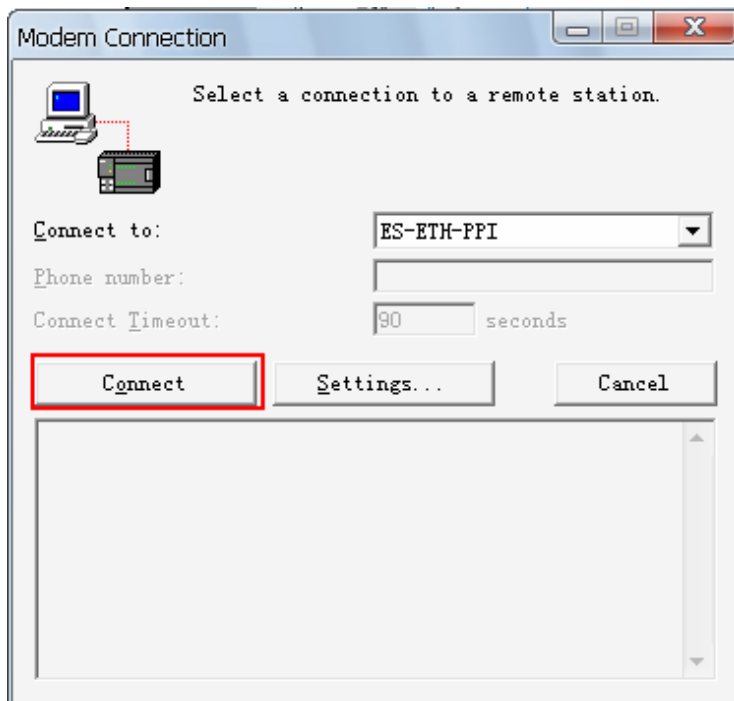 Modem Connection
Select a connection to a remote station.
Connect to:
ES-ETH-PPI
Phone number:
Connect Timeout:
90
seconds
Connect
Settings...
Cancel